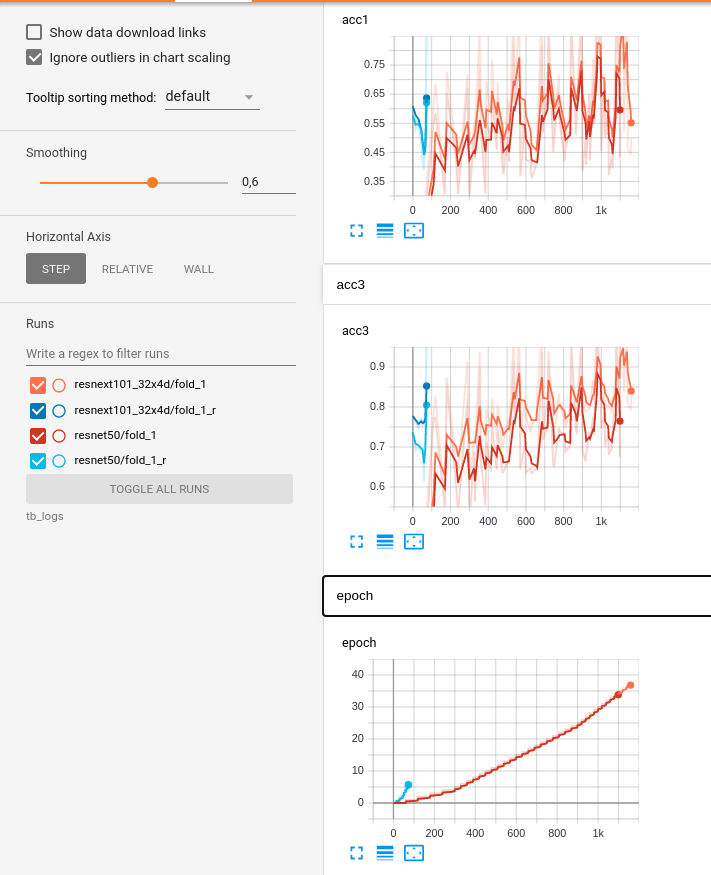 Show data download links
Ignore outliers in chart scaling
Tooltip sorting method: default
Smoothing
0,6
Horizontal Axis
STEP RELATIVE WALL
Runs
Write a regex to filter runs
resnext101_32x4d/fold_1
resnext101_32x4d/fold_1_r
resnet50/fold_1
resnet50/fold_1_r
TOGGLE ALL RUNS
tb_logs
acc1
0.75
0.65
0.55
0.45
0.35
0 200 400 600 800 1k
acc3
acc3
0.9
0.8
0.7
0.6
0 200 400 600 800 1k
epoch
epoch
40
30
20
10
0
0 200 400 600 800 1k